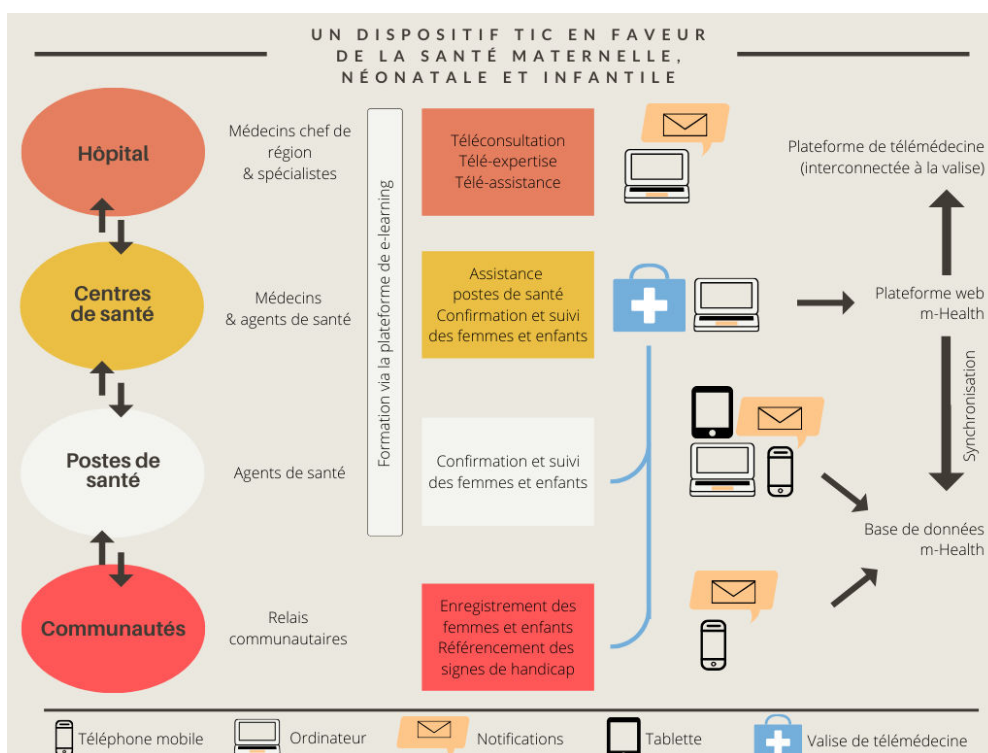 UN DISPOSITIF TIC EN FAVEUR
DE LA SANTÉ MATERNELLE,
NÉONATALE ET INFANTILE
Hôpital
Médecins chef de
région
& spécialistes
Formation via la plateforme de e-learning
Téléconsultation
Télé-expertise
Télé-assistance
Plateforme de télémédecine
(interconnectée à la valise)
Centres
de santé
Médecins
& agents de santé
Assistance
postes de santé
Confirmation et suivi
des femmes et enfants
Plateforme web
m-Health
Synchronisation
Postes de
santé
Agents de santé
Confirmation et suivi
des femmes et enfants
Base de données
m-Health
Communautés
Relais
communautaires
Enregistrement des
femmes et enfants
Référencement des
signes de handicap
Téléphone mobile
Ordinateur
Notifications
Tablette
Valise de télémédecine